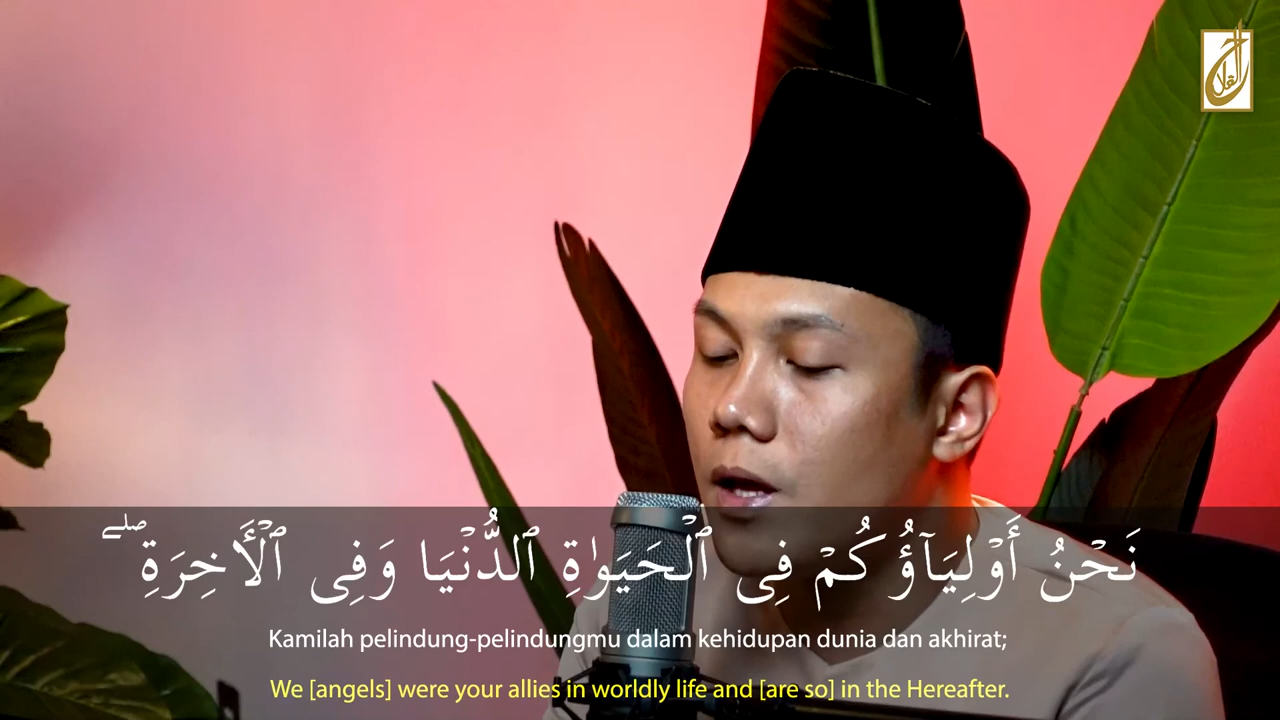 الفلاح
نَحْنُ أَوْلِيَآؤُكُمْ فِى ٱلْحَيَوٰةِ ٱلدُّنْيَا وَفِى ٱلْأَخِرَةِ ۖ
Kamilah pelindung-pelindungmu dalam kehidupan dunia dan akhirat;
We [angels] were your allies in worldly life and [are so] in the Hereafter.